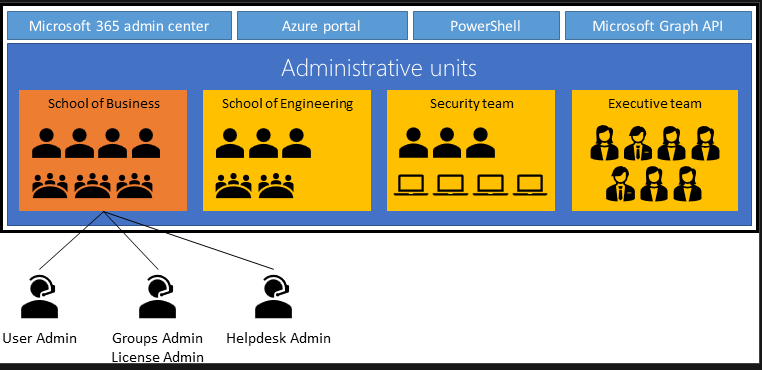 Microsoft 365 admin center
Azure portal
PowerShell
Microsoft Graph API
Administrative units
School of Business
School of Engineering
Security team
Executive team
User Admin
Groups Admin
License Admin
Helpdesk Admin